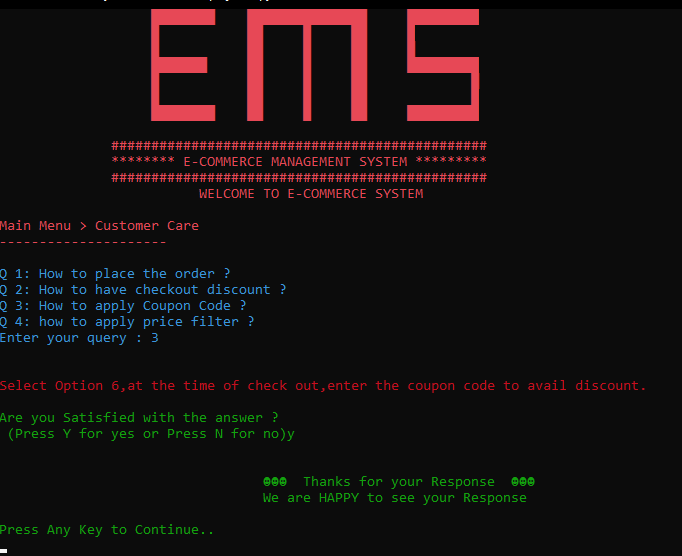 EMS
###############################################
******** E-COMMERCE MANAGEMENT SYSTEM *********
###############################################
WELCOME TO E-COMMERCE SYSTEM
Main Menu > Customer Care
---------------------
Q 1: How to place the order ?
Q 2: How to have checkout discount ?
Q 3: How to apply Coupon Code ?
Q 4: how to apply price filter ?
Enter your query : 3
Select Option 6,at the time of check out,enter the coupon code to avail discount.
Are you Satisfied with the answer ?
(Press Y for yes or Press N for no)y
☻☻☻  Thanks for your Response  ☻☻☻
We are HAPPY to see your Response
Press Any Key to Continue..